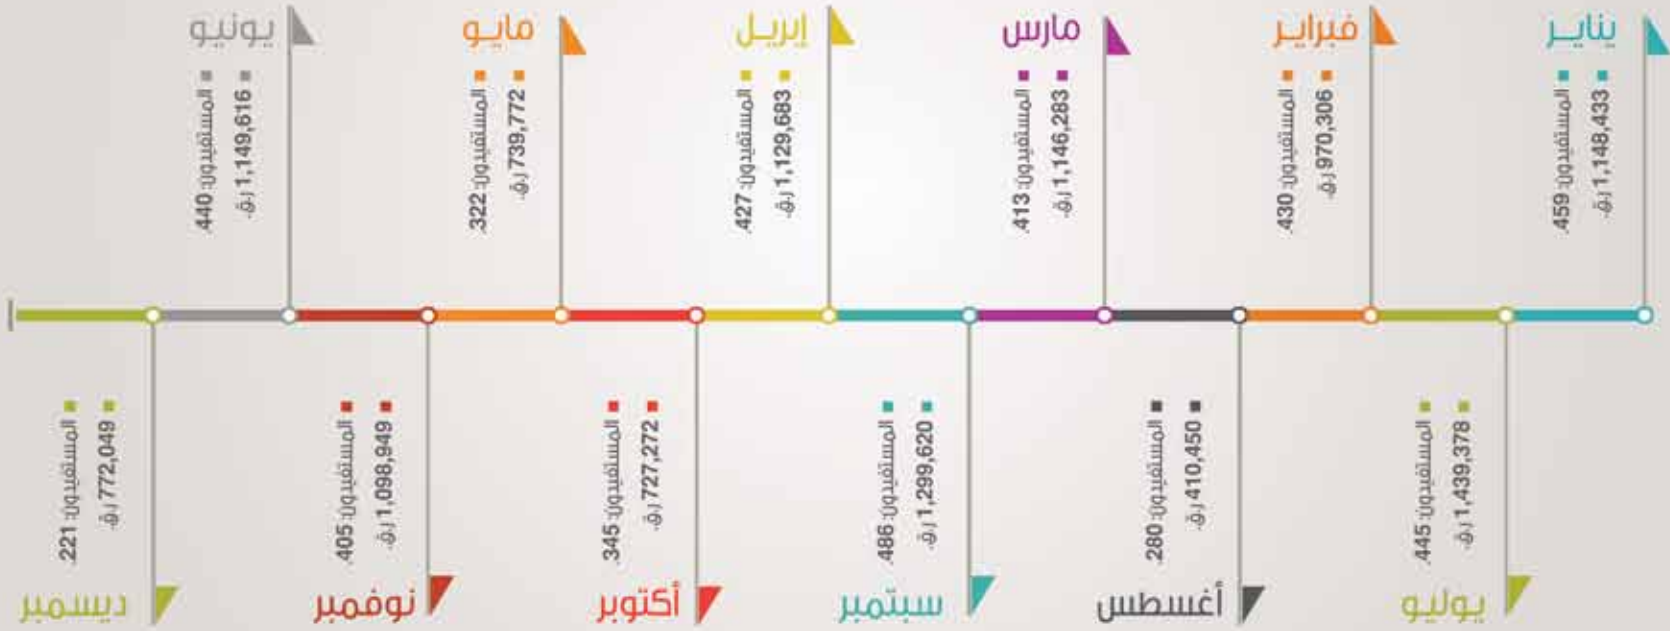 يناير
المستفيدون: 459.
1,148,433 ر.ق.
فبراير
المستفيدون: 430.
970,306 ر.ق.
مارس
المستفيدون: 413.
1,146,283 ر.ق.
إبريل
المستفيدون: 427.
1,129,683 ر.ق.
مايو
المستفيدون: 322.
739,772 ر.ق.
يونيو
المستفيدون: 440.
1,149,616 ر.ق.
يوليو
المستفيدون: 445.
1,439,378 ر.ق.
أغسطس
المستفيدون: 280.
410,450 ر.ق.
سبتمبر
المستفيدون: 486.
1,299,620 ر.ق.
أكتوبر
المستفيدون: 345.
727,272 ر.ق.
نوفمبر
المستفيدون: 405.
1,098,949 ر.ق.
ديسمبر
المستفيدون: 221.
772,049 ر.ق.